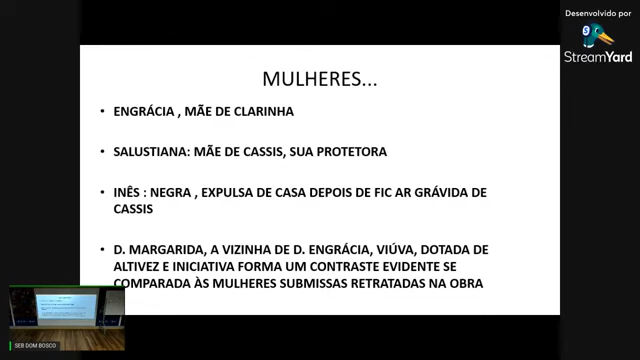 Desenvolvido por
StreamYard
MULHERES...
• ENGRÁCIA , MÃE DE CLARINHA
• SALUSTIANA: MÃE DE CASSIS, SUA PROTETORA
• INÊS : NEGRA , EXPULSA DE CASA DEPOIS DE FIC AR GRÁVIDA DE
CASSIS
• D. MARGARIDA, A VIZINHA DE D. ENGRÁCIA, VIÚVA, DOTADA DE
ALTIVEZ E INICIATIVA FORMA UM CONTRASTE EVIDENTE SE
COMPARADA ÀS MULHERES SUBMISSAS RETRATADAS NA OBRA
SEB DOM BOSCO